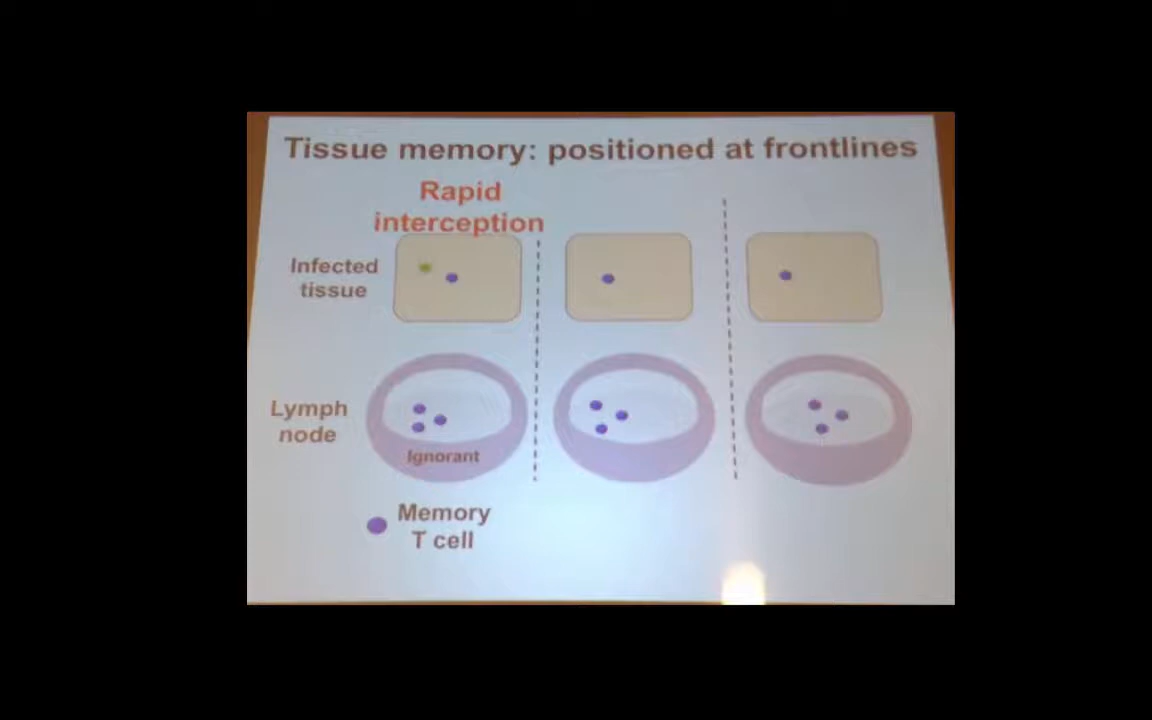 Tissue memory: positioned at frontlines
Rapid
interception
Infected
tissue
Lymph
node
Ignorant
Memory
T cell